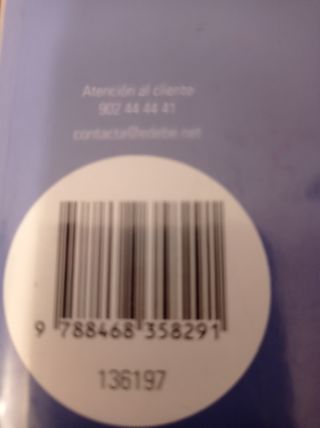 Atención al cliente
902 44 44 41
contacta@edebe.net
9 788468 358291
136197